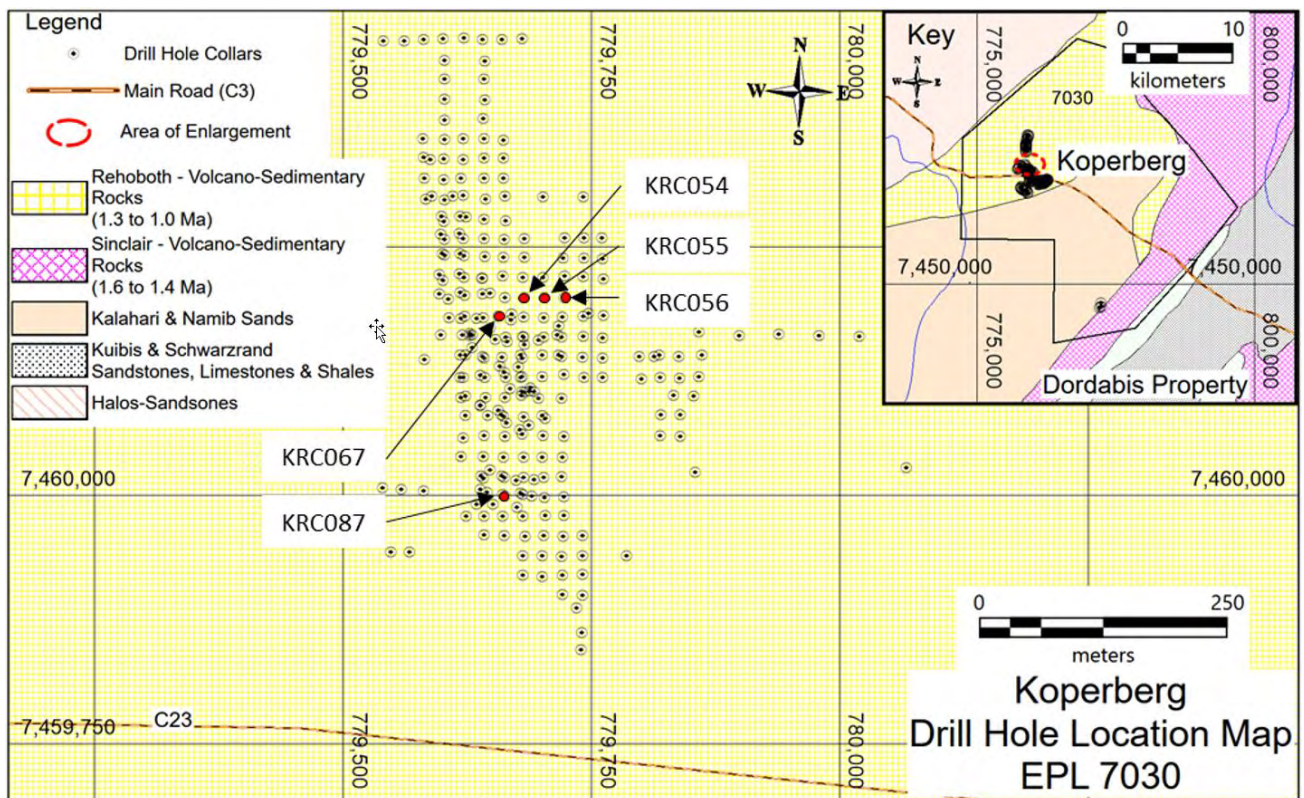 Legend
Drill Hole Collars
Main Road (C3)
Area of Enlargement
Rehoboth - Volcano-Sedimentary
Rocks
(1.3 to 1.0 Ma)
Sinclair - Volcano-Sedimentary
Rocks
(1.6 to 1.4 Ma)
Kalahari & Namib Sands
Kuibis & Schwarzrand
Sandstones, Limestones & Shales
Halos-Sandsones
779,500
779,750
780,000
N
W E
S
Key
N
W E
S
775,000
7030
0 10
kilometers
800,000
Koperberg
7,450,000
7,450,000
775,000
800,000
Dordabis Property
KRC054
KRC055
KRC056
KRC067
KRC087
7,460,000
7,460,000
0 250
meters
7,459,750
C23
779,500
779,750
780,000
Koperberg
Drill Hole Location Map
EPL 7030